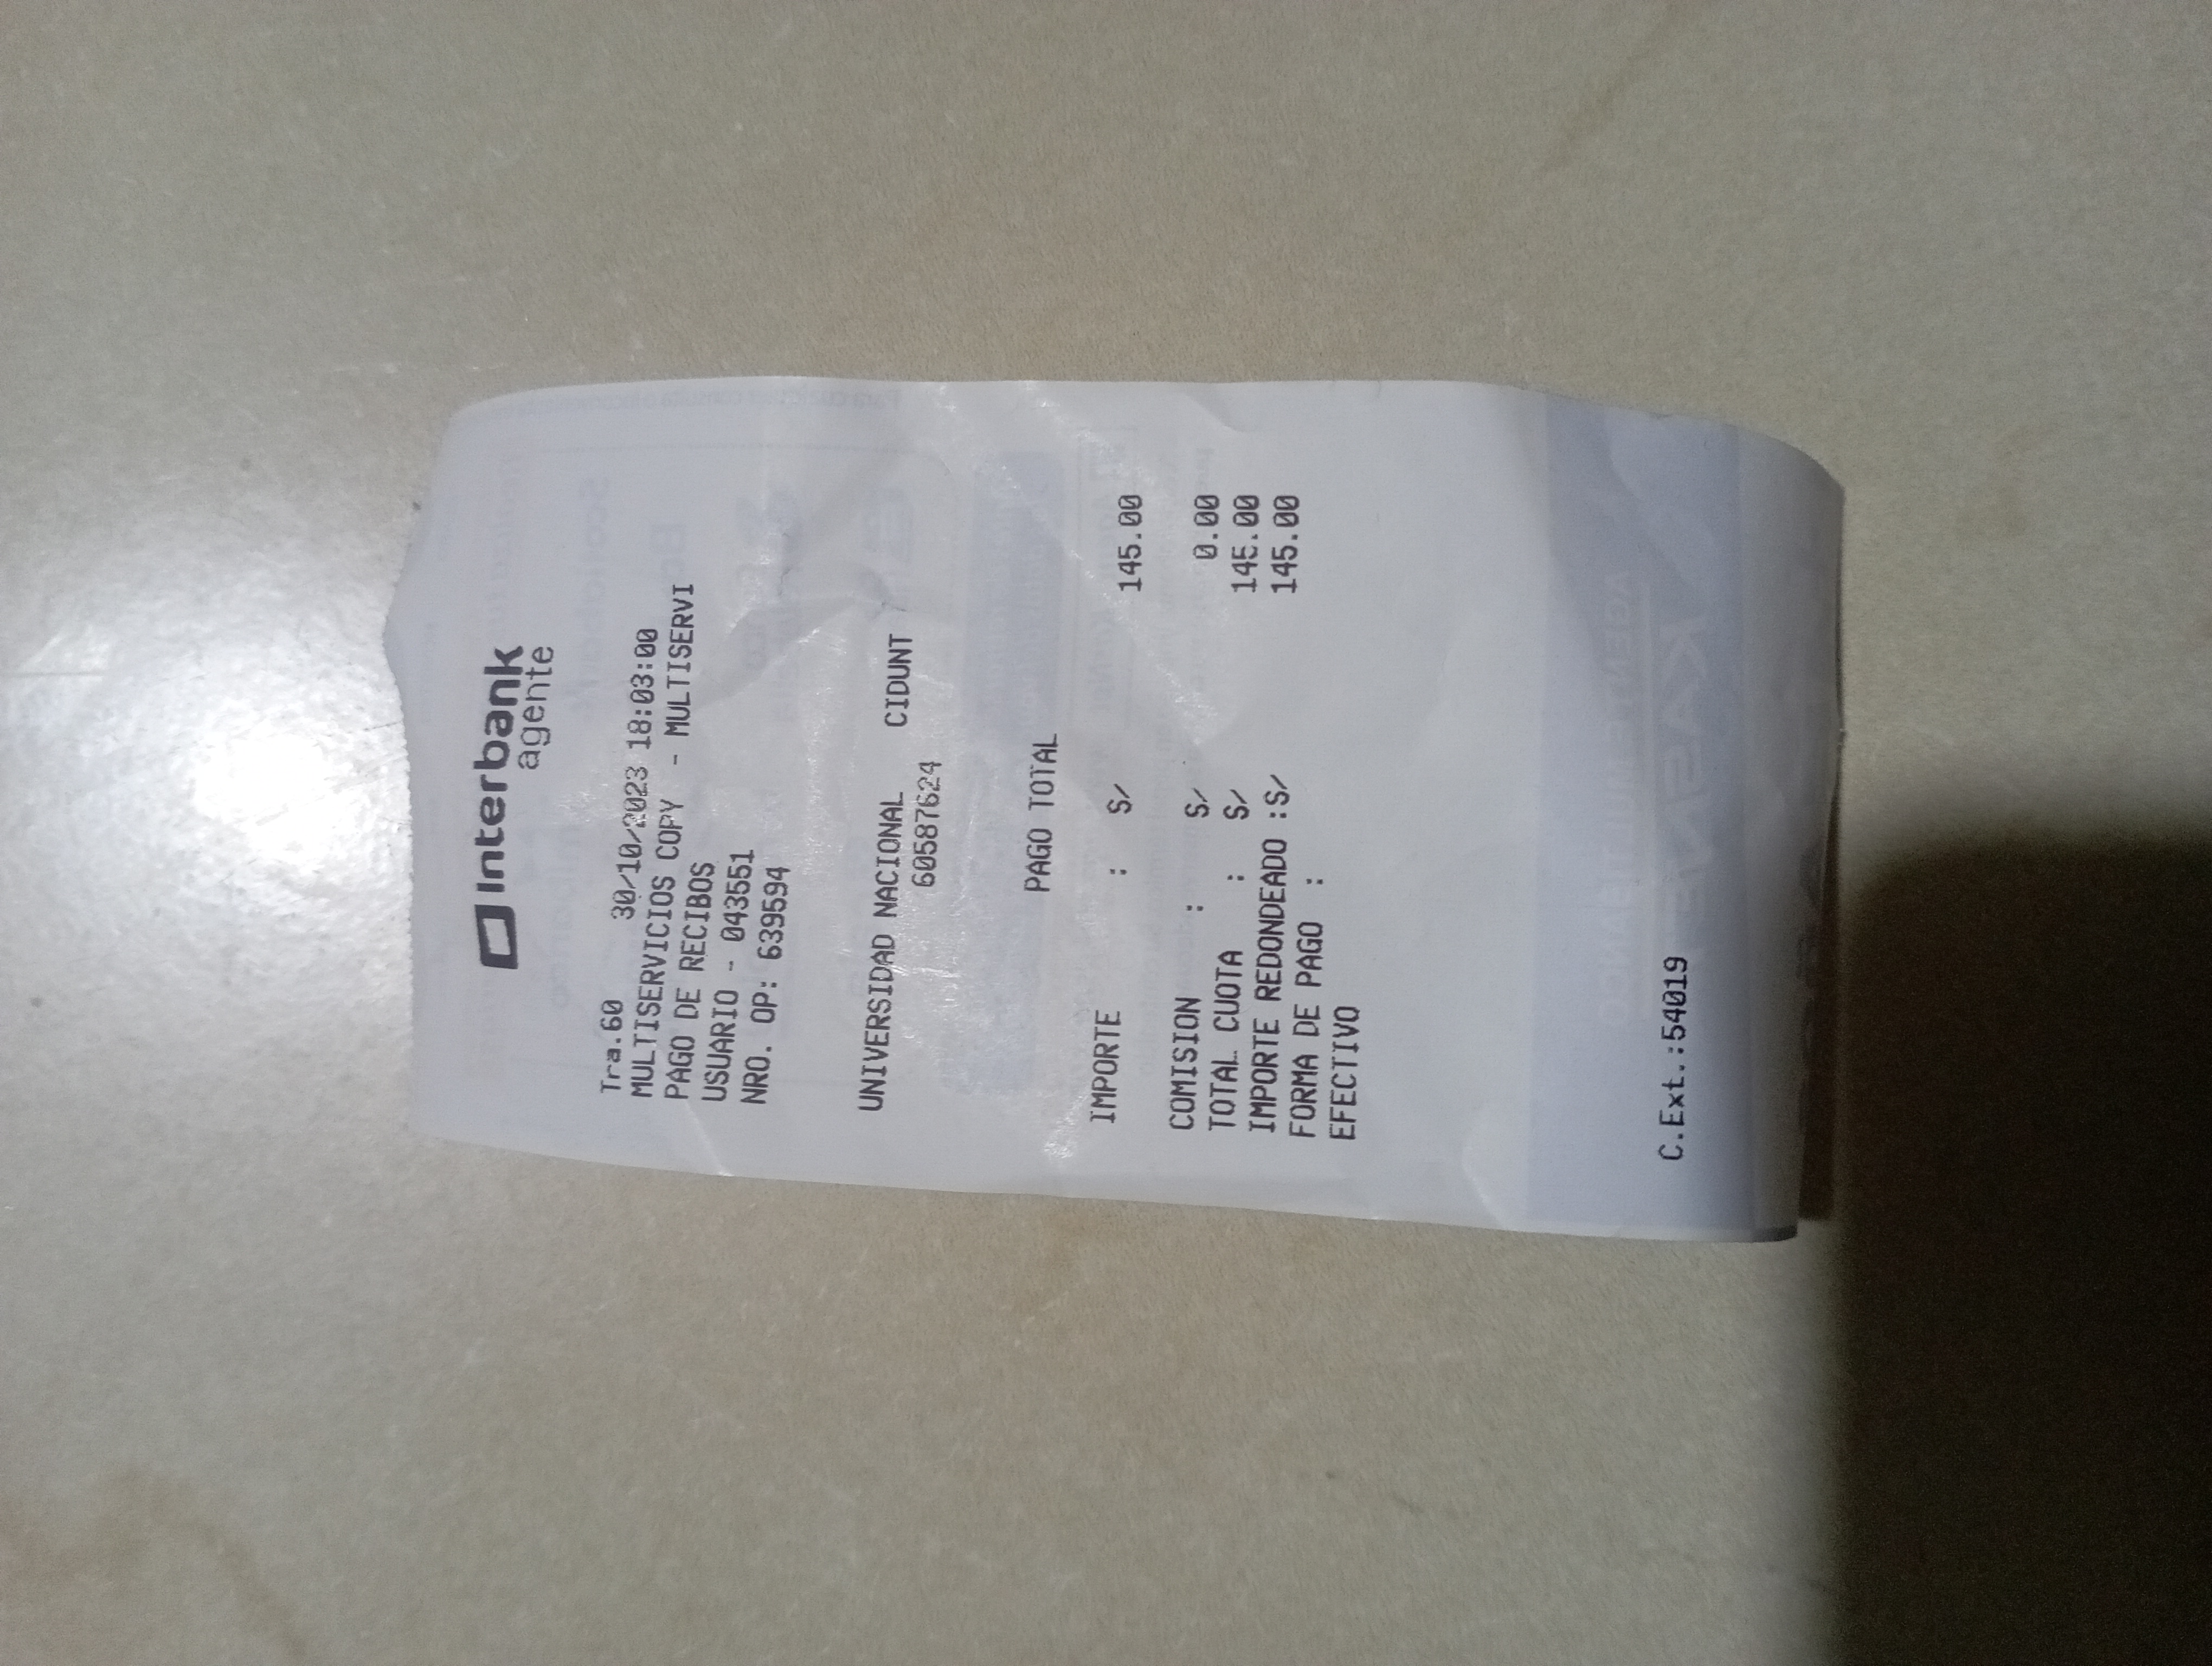 Interbank
agente
Tra.60 30/10/2023 18:03:00
MULTISERVICIOS COPY - MULTISERVI
PAGO DE RECIBOS
USUARIO - 043551
NRO. OP: 639594
UNIVERSIDAD NACIONAL CIDUNT
60587624
PAGO TOTAL
IMPORTE : S/ 145.00
COMISION : S/ 0.00
TOTAL CUOTA : S/ 145.00
IMPORTE REDONDEADO :S/ 145.00
FORMA DE PAGO :
EFECTIVO
C.Ext.:54019